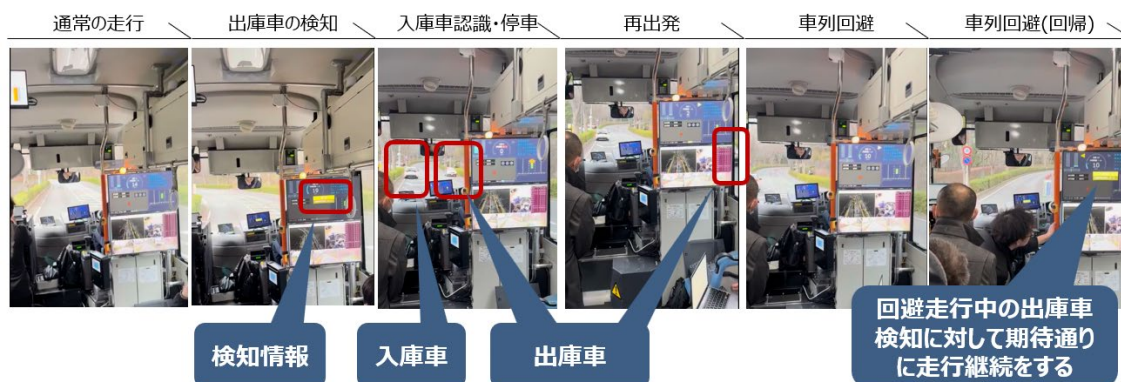 通常の走行
出庫車の検知
入庫車認識・停車
再出発
車列回避
車列回避(回帰)
検知情報
入庫車
出庫車
回避走行中の出庫車
検知に対して期待通り
に走行継続をする